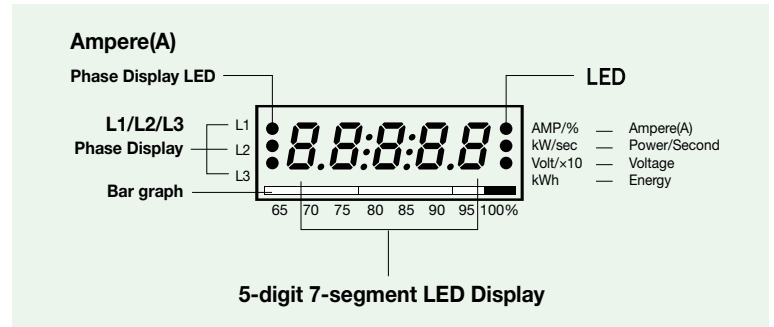 Ampere(A)
Phase Display LED
LED
L1/L2/L3
Phase Display
L1
L2
L3
8.8:8:8.8
AMP/% — Ampere(A)
kW/sec — Power/Second
Volt/×10 — Voltage
kWh — Energy
Bar graph
65 70 75 80 85 90 95 100%
5-digit 7-segment LED Display